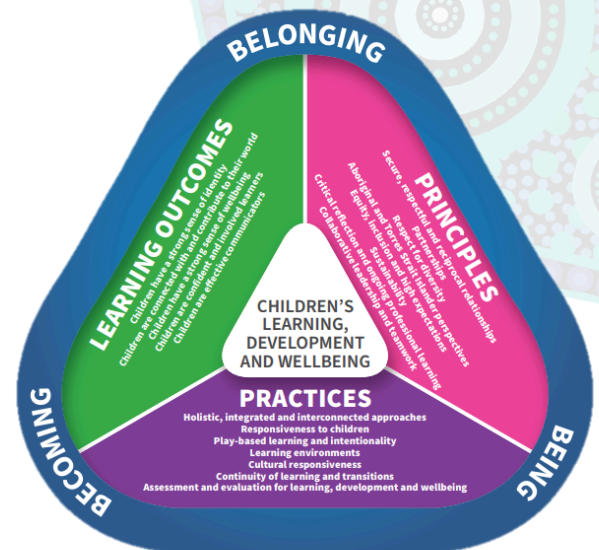 BELONGING
LEARNING OUTCOMES
Children have a strong sense of identity
Children are connected with and contribute to their world
Children have a strong sense of wellbeing
Children are confident and involved learners
Children are effective communicators
PRINCIPLES
Secure, respectful and reciprocal relationships
Partnerships
Respect for diversity
Aboriginal and Torres Strait Islander perspectives
Equity, inclusion and high expectations
Sustainability
Critical reflection and ongoing professional learning
Collaborative leadership and teamwork
CHILDREN'S
LEARNING,
DEVELOPMENT
AND WELLBEING
PRACTICES
Holistic, integrated and interconnected approaches
Responsiveness to children
Play-based learning and intentionality
Learning environments
Cultural responsiveness
Continuity of learning and transitions
Assessment and evaluation for learning, development and wellbeing
BECOMING
BEING